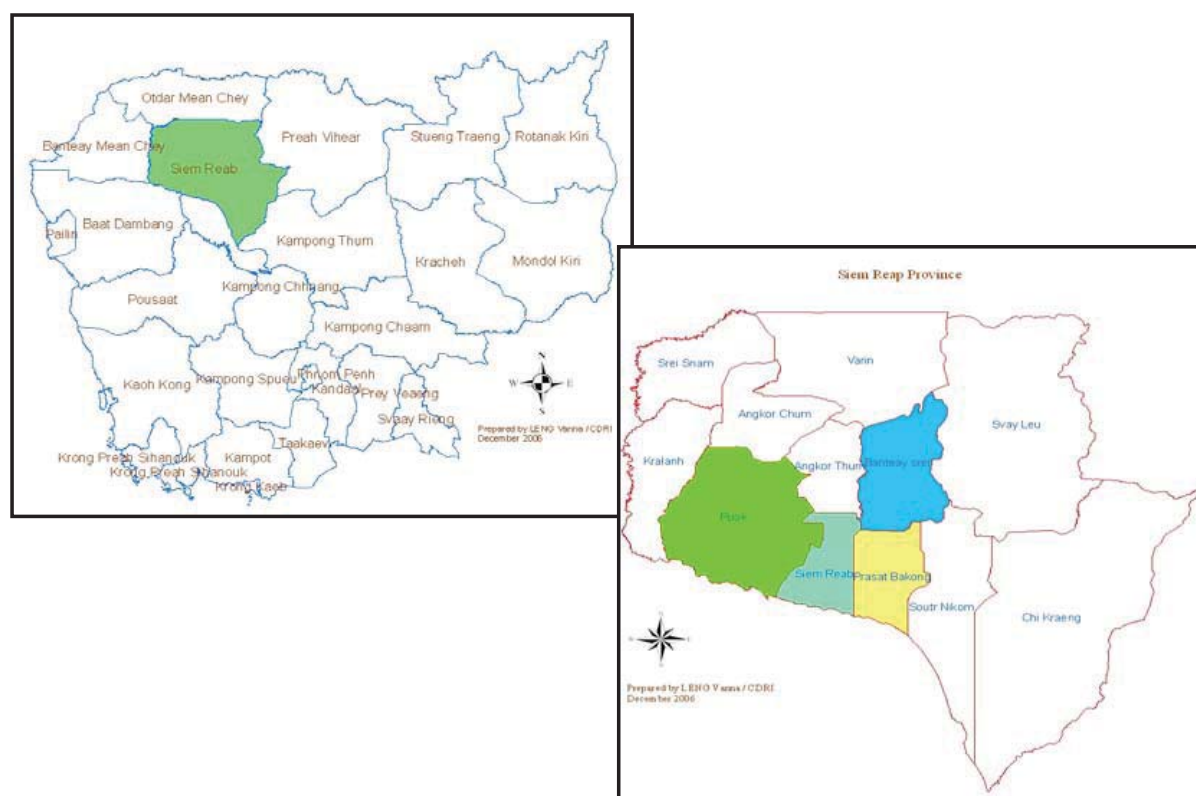 Otdar Mean Chey
Preah Vihear
Stueng Traeng
Rotanak Kiri
Banteay Mean Chey
Siem Reab
Baat Dambang
Pailin
Kampong Thum
Kracheh
Mondol Kiri
Pousaat
Kampong Chhnang
Kampong Chaam
Kaoh Kong
Kampong Spueu
Phnom Penh
Kandaal
Prey Veaeng
Svaay Rieng
Taakaev
Kampot
Krong Preah Sihanouk
Krong Preah Sihanouk
Krong Kaeb
N
W E
S
Prepared by LENG Vanna / CDRI
December 2006
Siem Reap Province
Srei Snam
Varin
Angkor Chum
Svay Leu
Kralanh
Angkor Thum
Banteay srei
Puok
Siem Reab
Prasat Bakong
Soutr Nikom
Chi Kraeng
Prepared by LENG Vanna / CDRI
December 2006